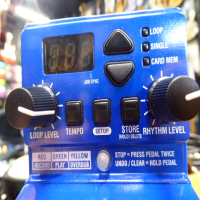 LOOP
SINGLE
CARD MEM
LOOP LEVEL
TEMPO
SETUP
STORE
RHYTHM LEVEL
RED GREEN YELLOW
RECORD PLAY OVERDUB
STOP = PRESS PEDAL TWICE
UNDO / CLEAR = HOLD PEDAL